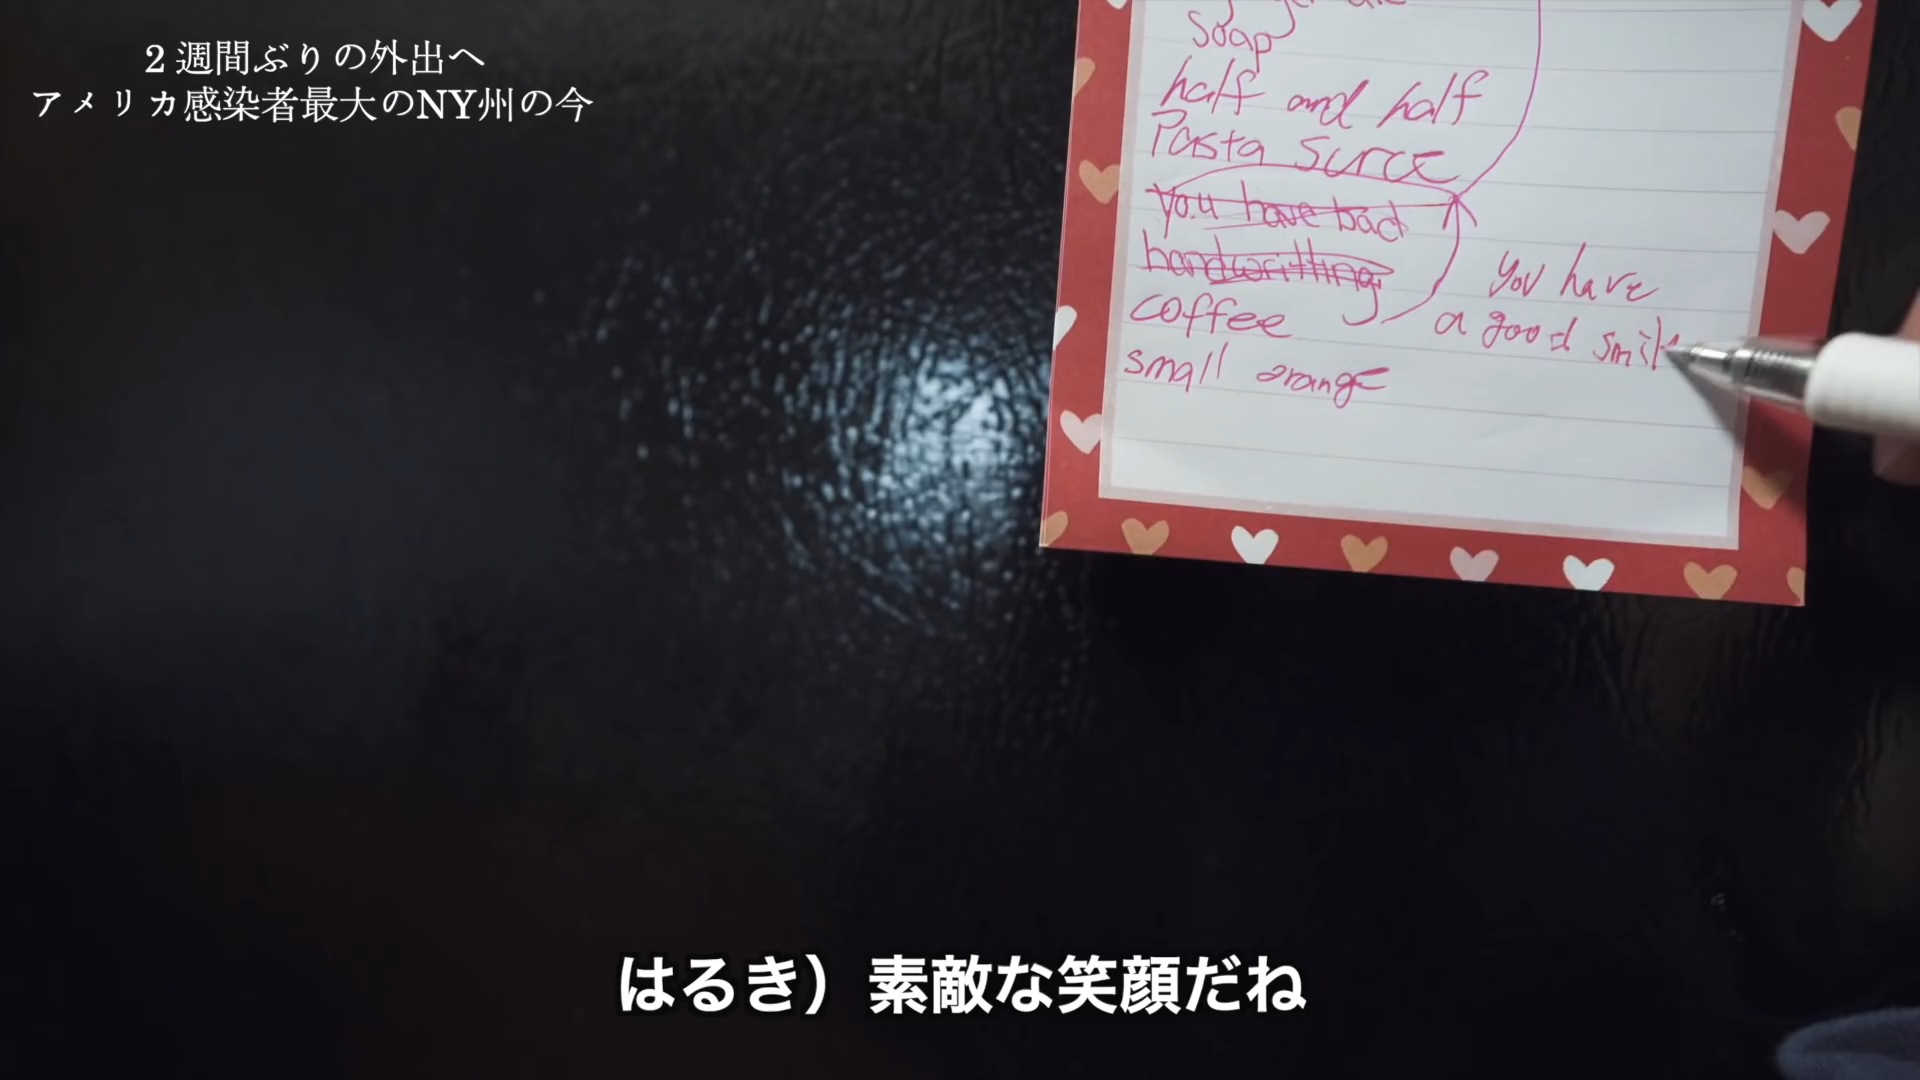 2週間ぶりの外出へ
アメリカ感染者最大のNY州の今
soap
half and half
Pasta surce
you have bad
handwritting
coffee
small orange
you have
a good smile
はるき）素敵な笑顔だね